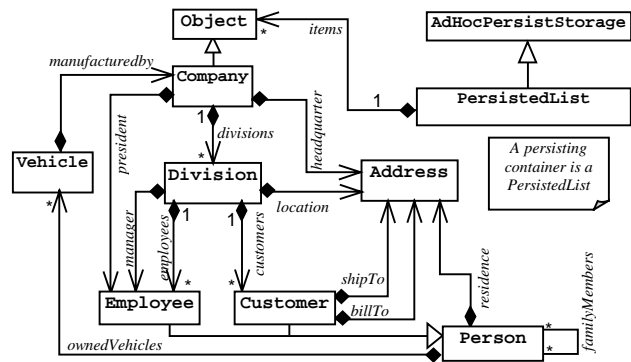 Object
AdHocPersistStorage
*
items
manufacturedby
Company
1
PersistedList
1
divisions
president
headquarter
A persisting
container is a
PersistedList
Vehicle
*
Division
Address
*
1
1
location
manager
employees
customers
shipTo
residence
*
*
Employee
Customer
billTo
familyMembers
*
*
Person
ownedVehicles